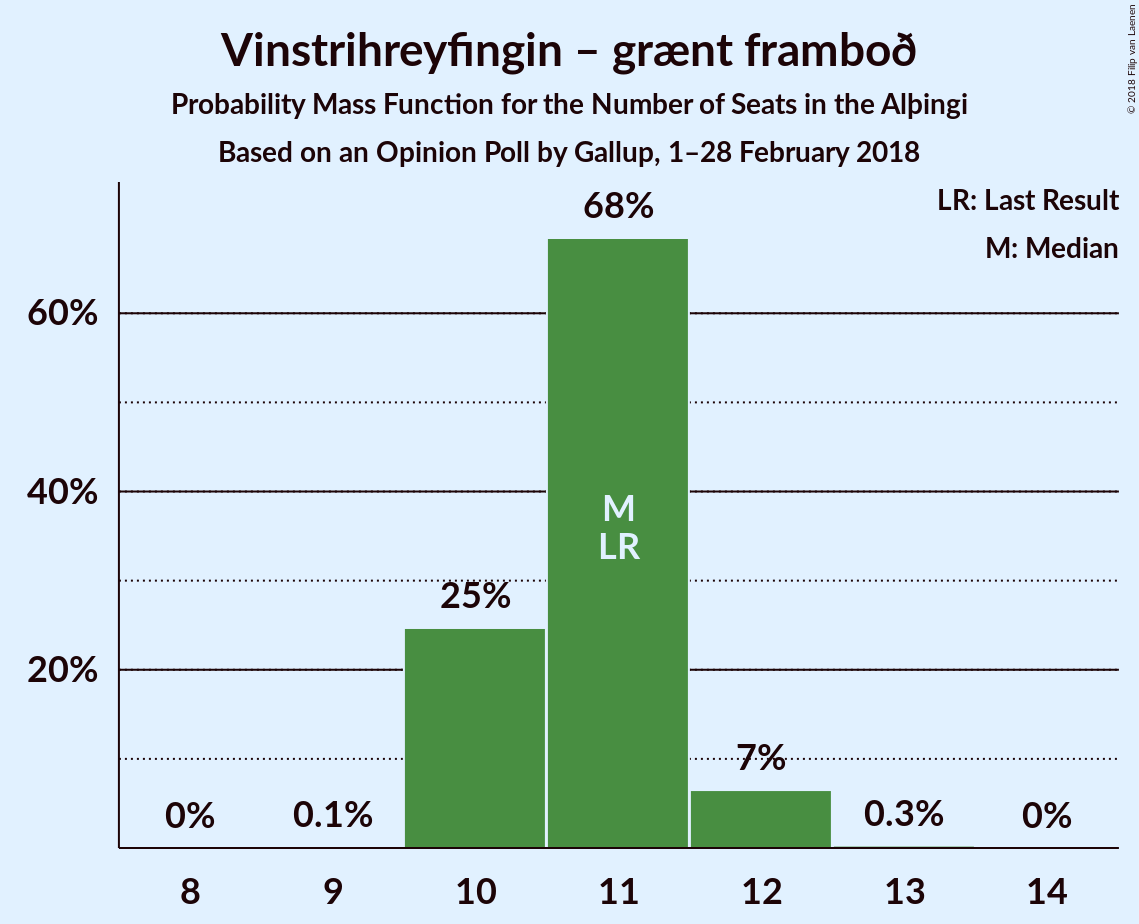 Vinstrihreyfingin – grænt framboð
Probability Mass Function for the Number of Seats in the Alþingi
Based on an Opinion Poll by Gallup, 1–28 February 2018
© 2018 Filip van Laenen
LR: Last Result
M: Median
60%
40%
20%
0%
0.1%
25%
68%
M
LR
7%
0.3%
0%
8
9
10
11
12
13
14